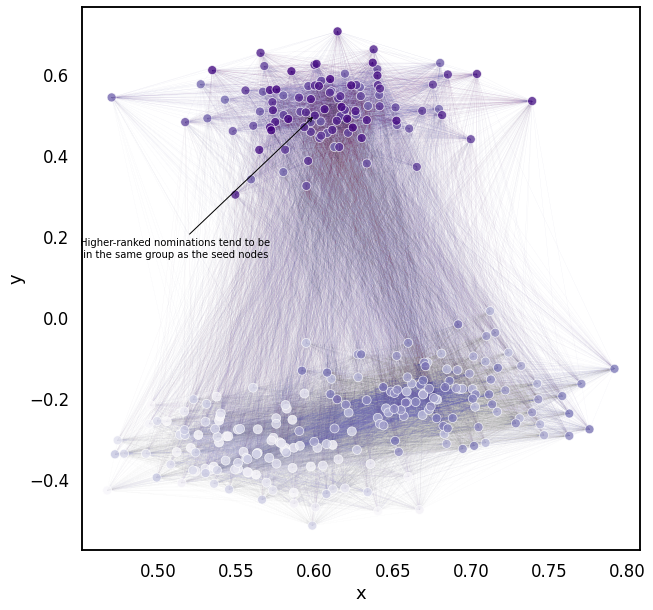 0.6
0.4
0.2
0.0
−0.2
−0.4
y
Higher-ranked nominations tend to be
in the same group as the seed nodes
0.50 0.55 0.60 0.65 0.70 0.75 0.80
x